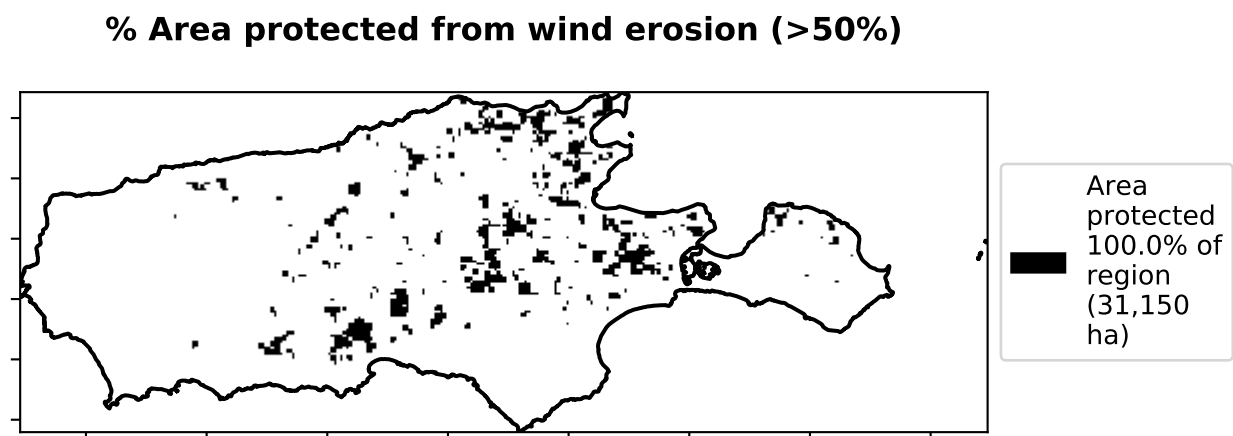 % Area protected from wind erosion (>50%)
Area
protected
100.0% of
region
(31,150
ha)